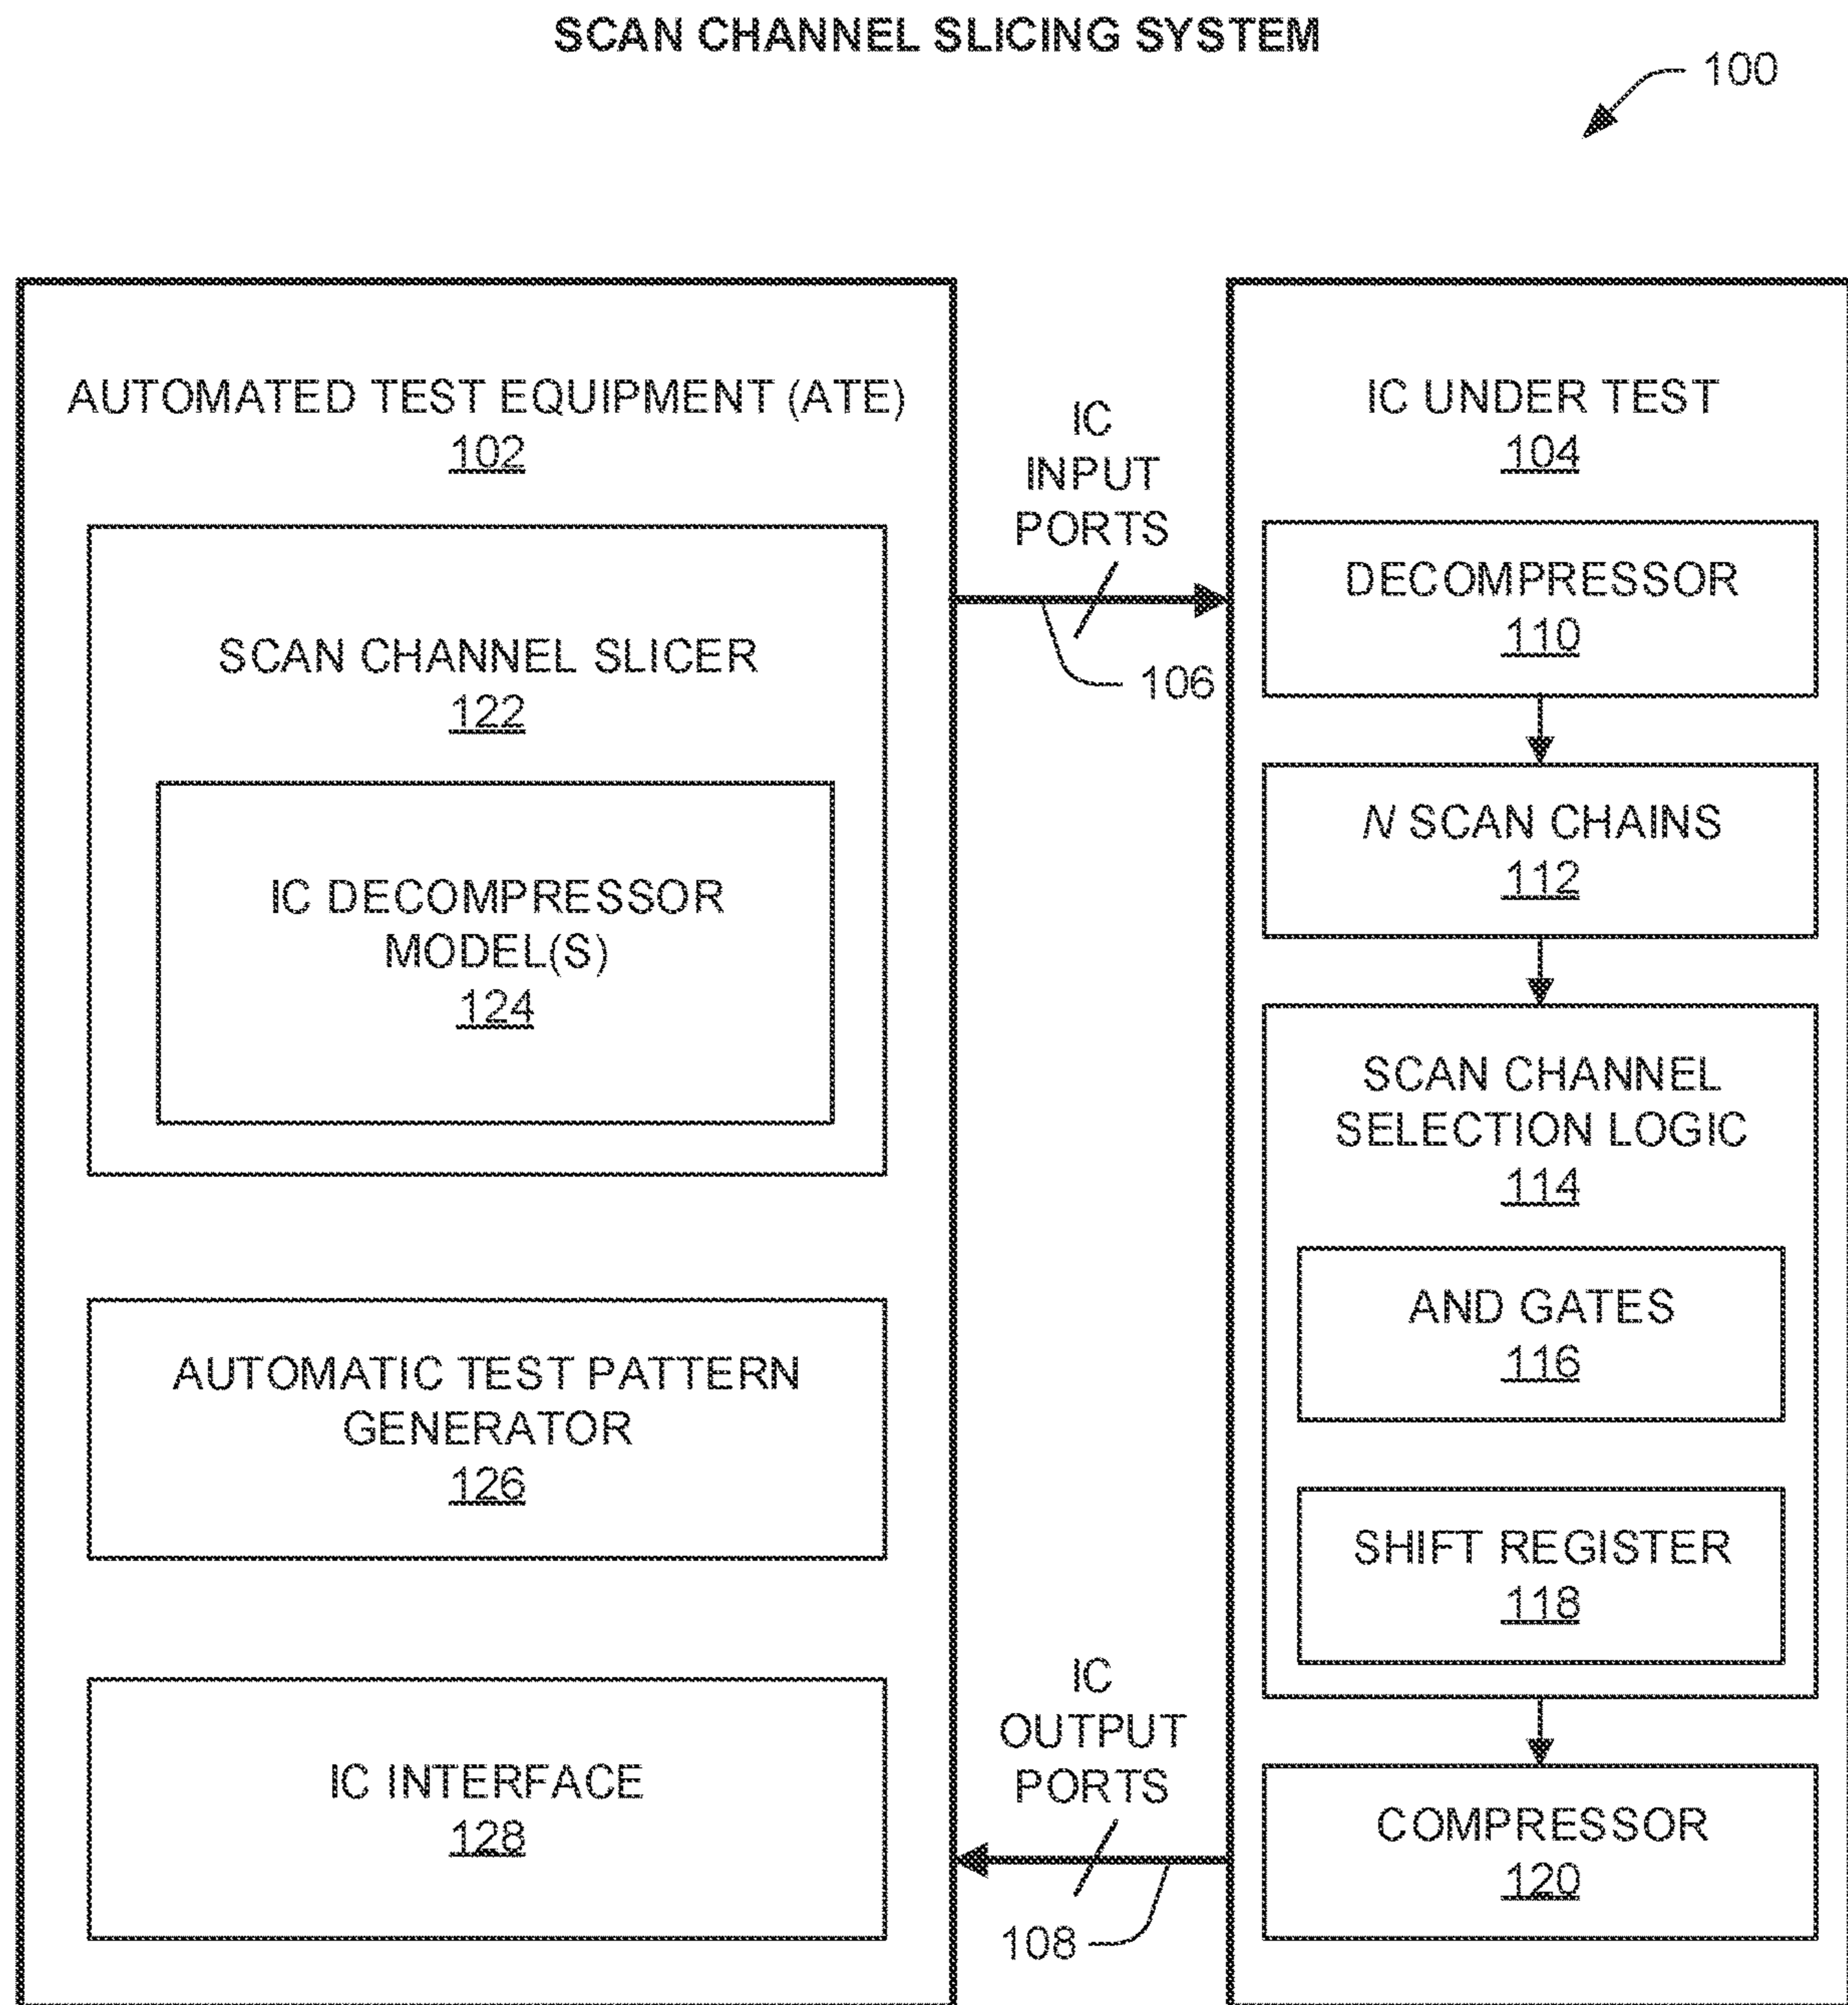 SCAN CHANNEL SLICING SYSTEM
100
AUTOMATED TEST EQUIPMENT (ATE)
102
SCAN CHANNEL SLICER
122
IC DECOMPRESSOR
MODEL(S)
124
AUTOMATIC TEST PATTERN
GENERATOR
126
IC INTERFACE
128
IC
INPUT
PORTS
106
IC
OUTPUT
PORTS
108
IC UNDER TEST
104
DECOMPRESSOR
110
N SCAN CHAINS
112
SCAN CHANNEL
SELECTION LOGIC
114
AND GATES
116
SHIFT REGISTER
118
COMPRESSOR
120